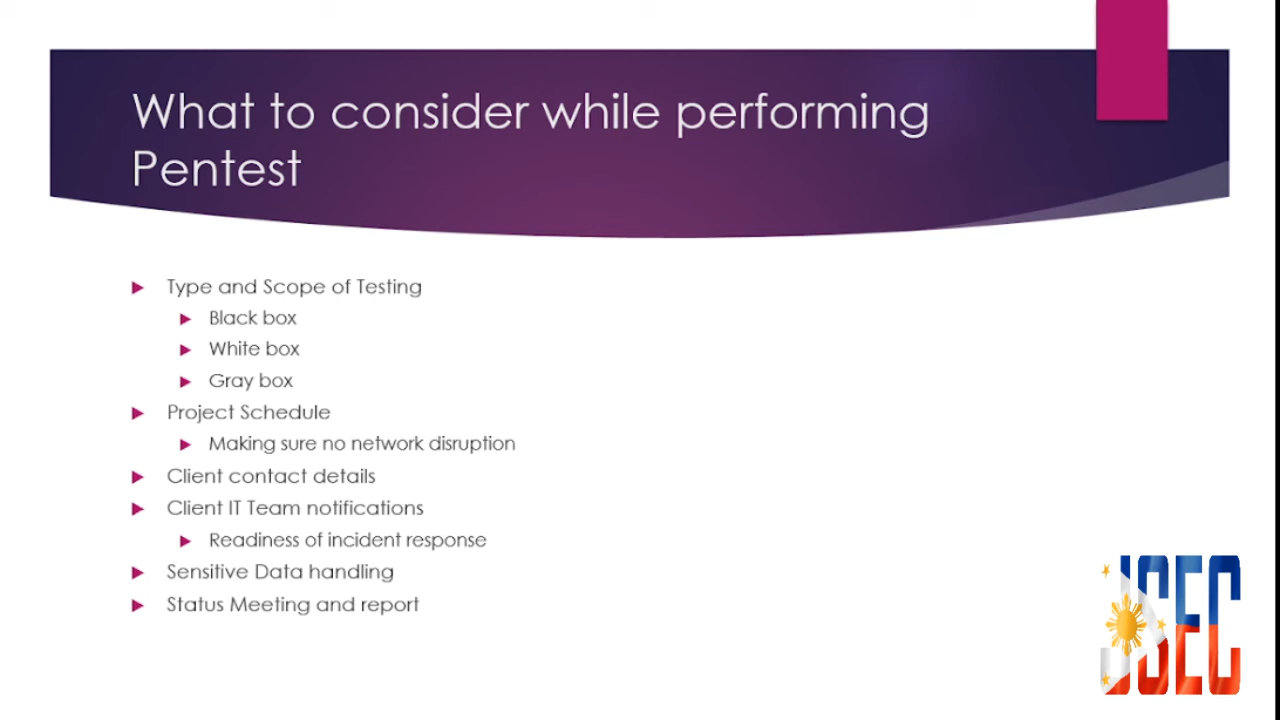 What to consider while performing
Pentest
Type and Scope of Testing
Black box
White box
Gray box
Project Schedule
Making sure no network disruption
Client contact details
Client IT Team notifications
Readiness of incident response
Sensitive Data handling
Status Meeting and report
JSEC